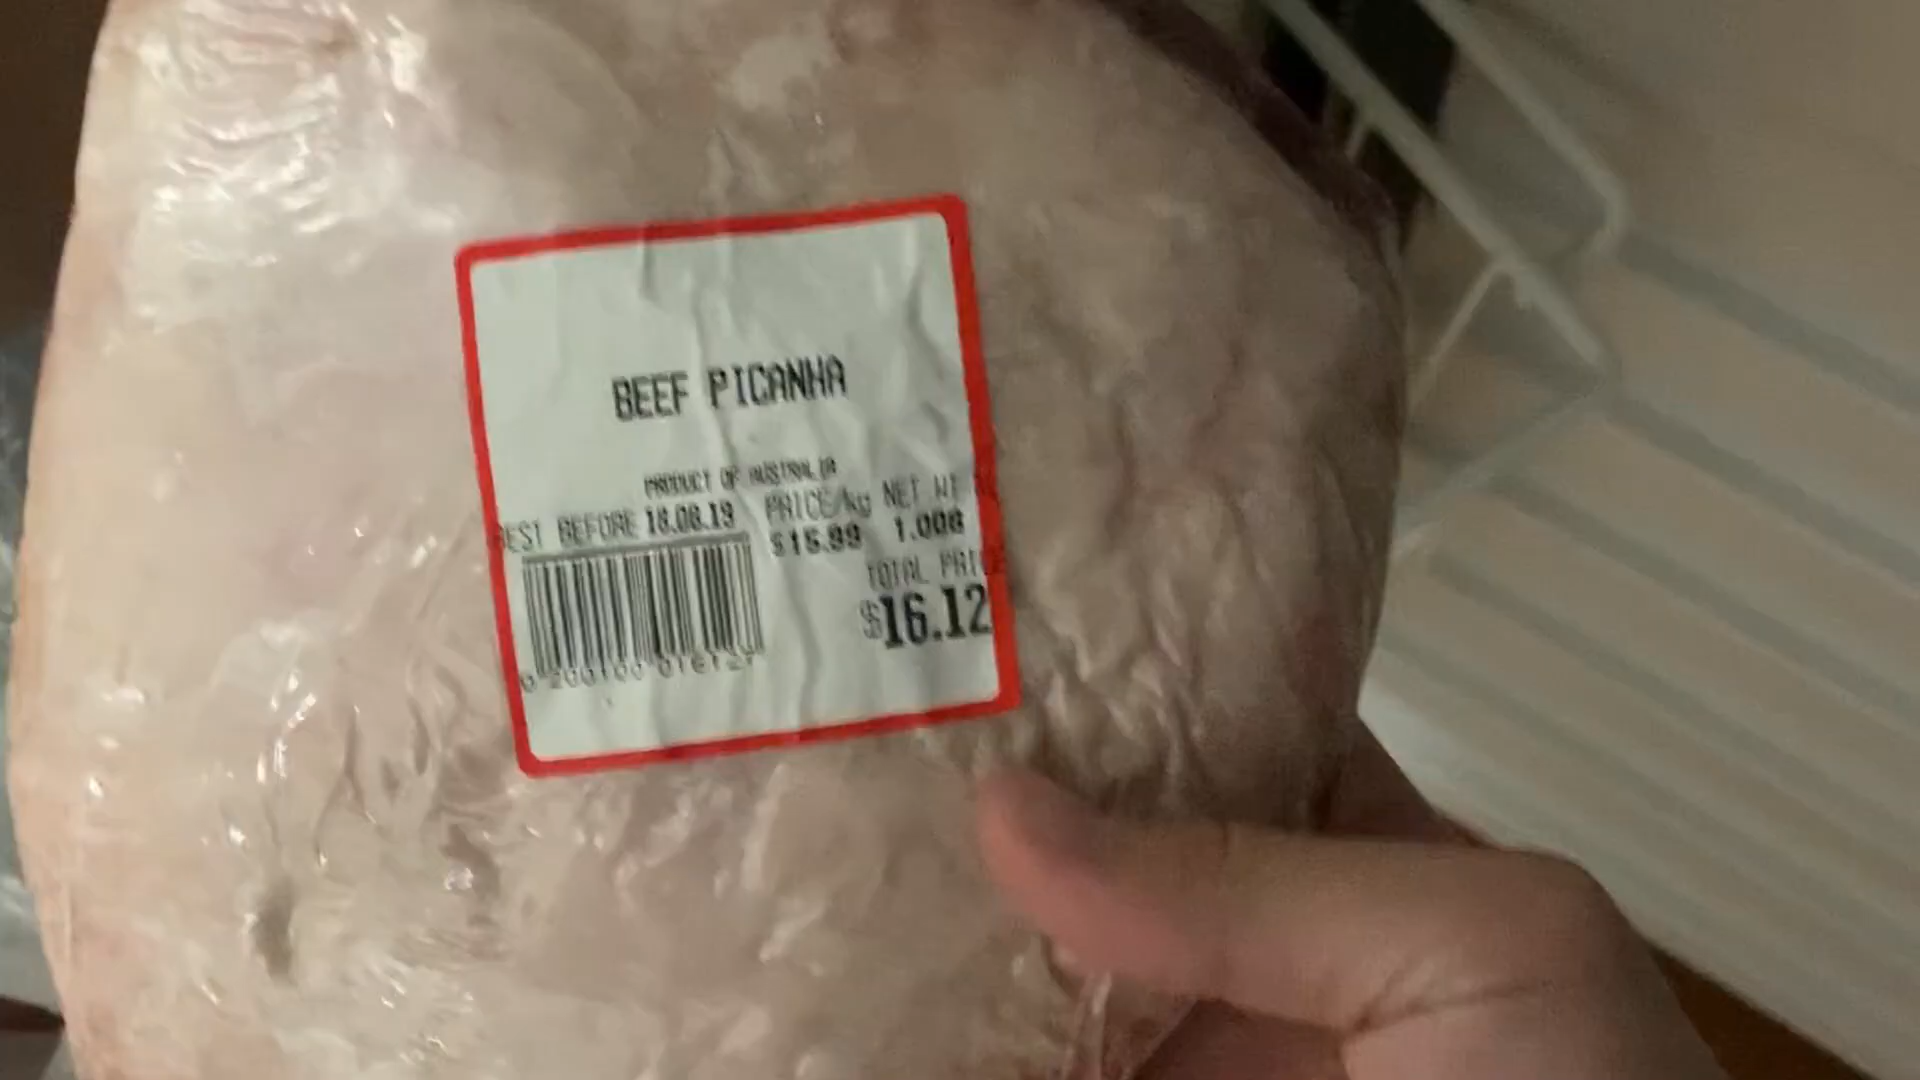 BEEF PICANHA
PRODUCT OF AUSTRALIA
PRICE/kg NET WT
BEST BEFORE 18.08.19 $15.99 1.008
TOTAL PRICE
$16.12